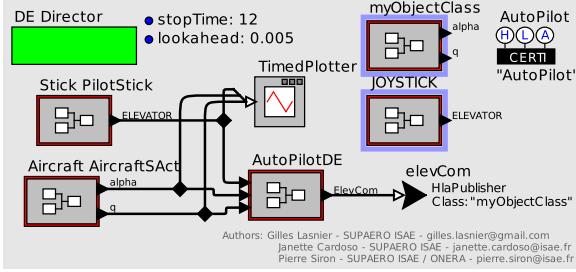 DE Director
stopTime: 12
lookahead: 0.005
myObjectClass
alpha
q
AutoPilot
H L A
CERTI
"AutoPilot"
TimedPlotter
JOYSTICK
ELEVATOR
Stick PilotStick
ELEVATOR
Aircraft AircraftSAct
alpha
q
AutoPilotDE
ElevCom
elevCom
HlaPublisher
Class: "myObjectClass"
Authors: Gilles Lasnier - SUPAERO ISAE - gilles.lasnier@gmail.com
Janette Cardoso - SUPAERO ISAE - janette.cardoso@isae.fr
Pierre Siron - SUPAERO ISAE / ONERA - pierre.siron@isae.fr